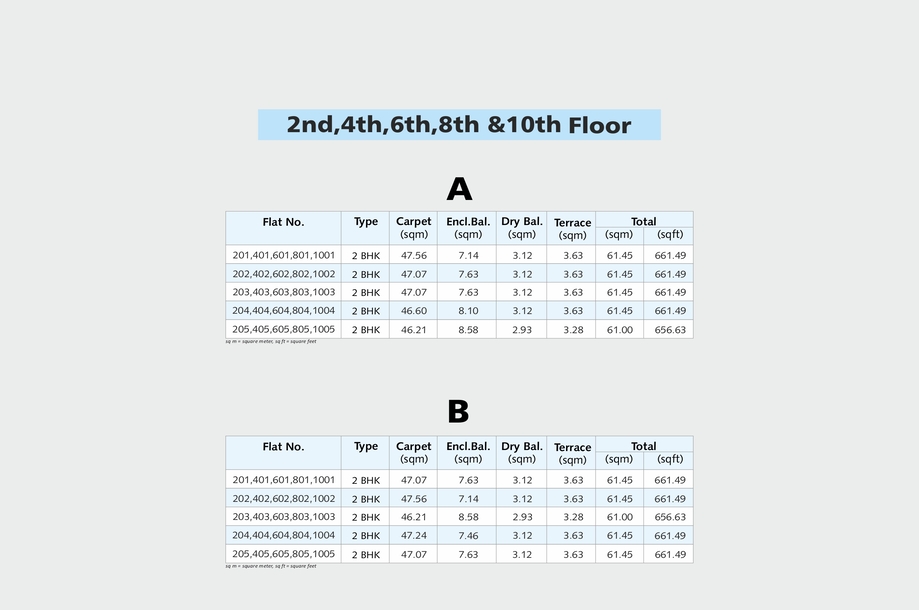 2nd,4th,6th,8th &10th Floor
A
Flat No. Type Carpet (sqm) Encl.Bal. (sqm) Dry Bal. (sqm) Terrace (sqm) Total (sqm) (sqft)
201,401,601,801,1001 2 BHK 47.56 7.14 3.12 3.63 61.45 661.49
202,402,602,802,1002 2 BHK 47.07 7.63 3.12 3.63 61.45 661.49
203,403,603,803,1003 2 BHK 47.07 7.63 3.12 3.63 61.45 661.49
204,404,604,804,1004 2 BHK 46.60 8.10 3.12 3.63 61.45 661.49
205,405,605,805,1005 2 BHK 46.21 8.58 2.93 3.28 61.00 656.63
sq m = square meter, sq ft = square feet
B
Flat No. Type Carpet (sqm) Encl.Bal. (sqm) Dry Bal. (sqm) Terrace (sqm) Total (sqm) (sqft)
201,401,601,801,1001 2 BHK 47.07 7.63 3.12 3.63 61.45 661.49
202,402,602,802,1002 2 BHK 47.56 7.14 3.12 3.63 61.45 661.49
203,403,603,803,1003 2 BHK 46.21 8.58 2.93 3.28 61.00 656.63
204,404,604,804,1004 2 BHK 47.24 7.46 3.12 3.63 61.45 661.49
205,405,605,805,1005 2 BHK 47.07 7.63 3.12 3.63 61.45 661.49
sq m = square meter, sq ft = square feet